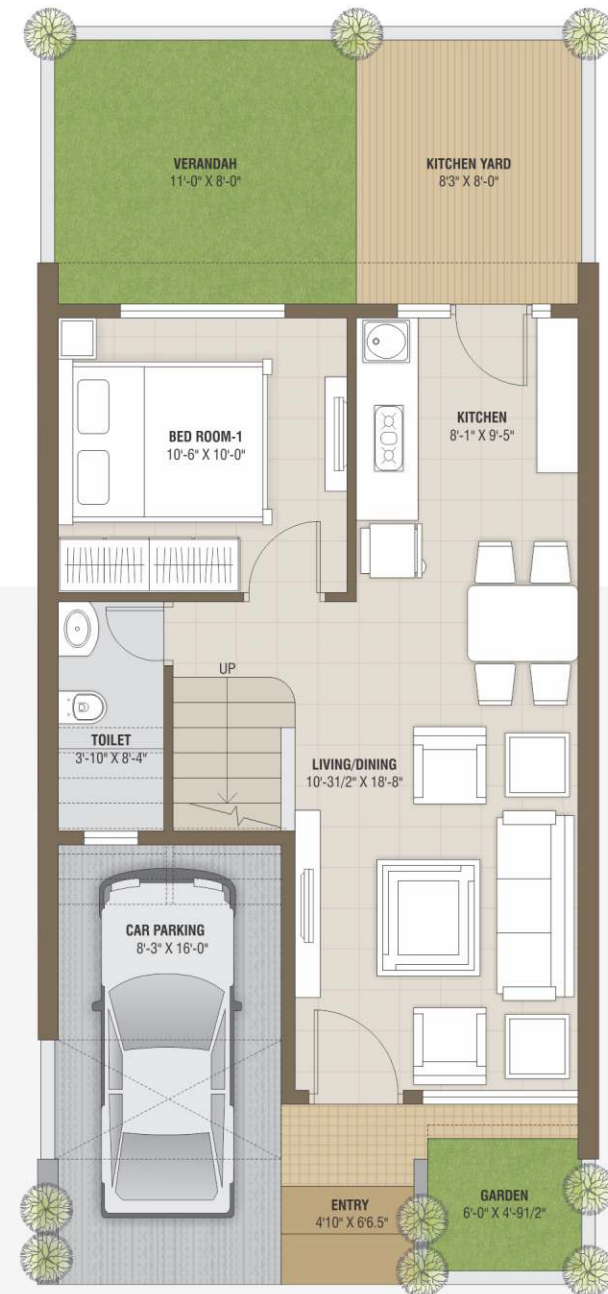 VERANDAH
11'-0" X 8'-0"
KITCHEN YARD
8'3" X 8'-0"
BED ROOM-1
10'-6" X 10'-0"
KITCHEN
8'-1" X 9'-5"
UP
TOILET
3'-10" X 8'-4"
LIVING/DINING
10'-31/2" X 18'-8"
CAR PARKING
8'-3" X 16'-0"
ENTRY
4'10" X 6'6.5"
GARDEN
6'-0" X 4'-91/2"